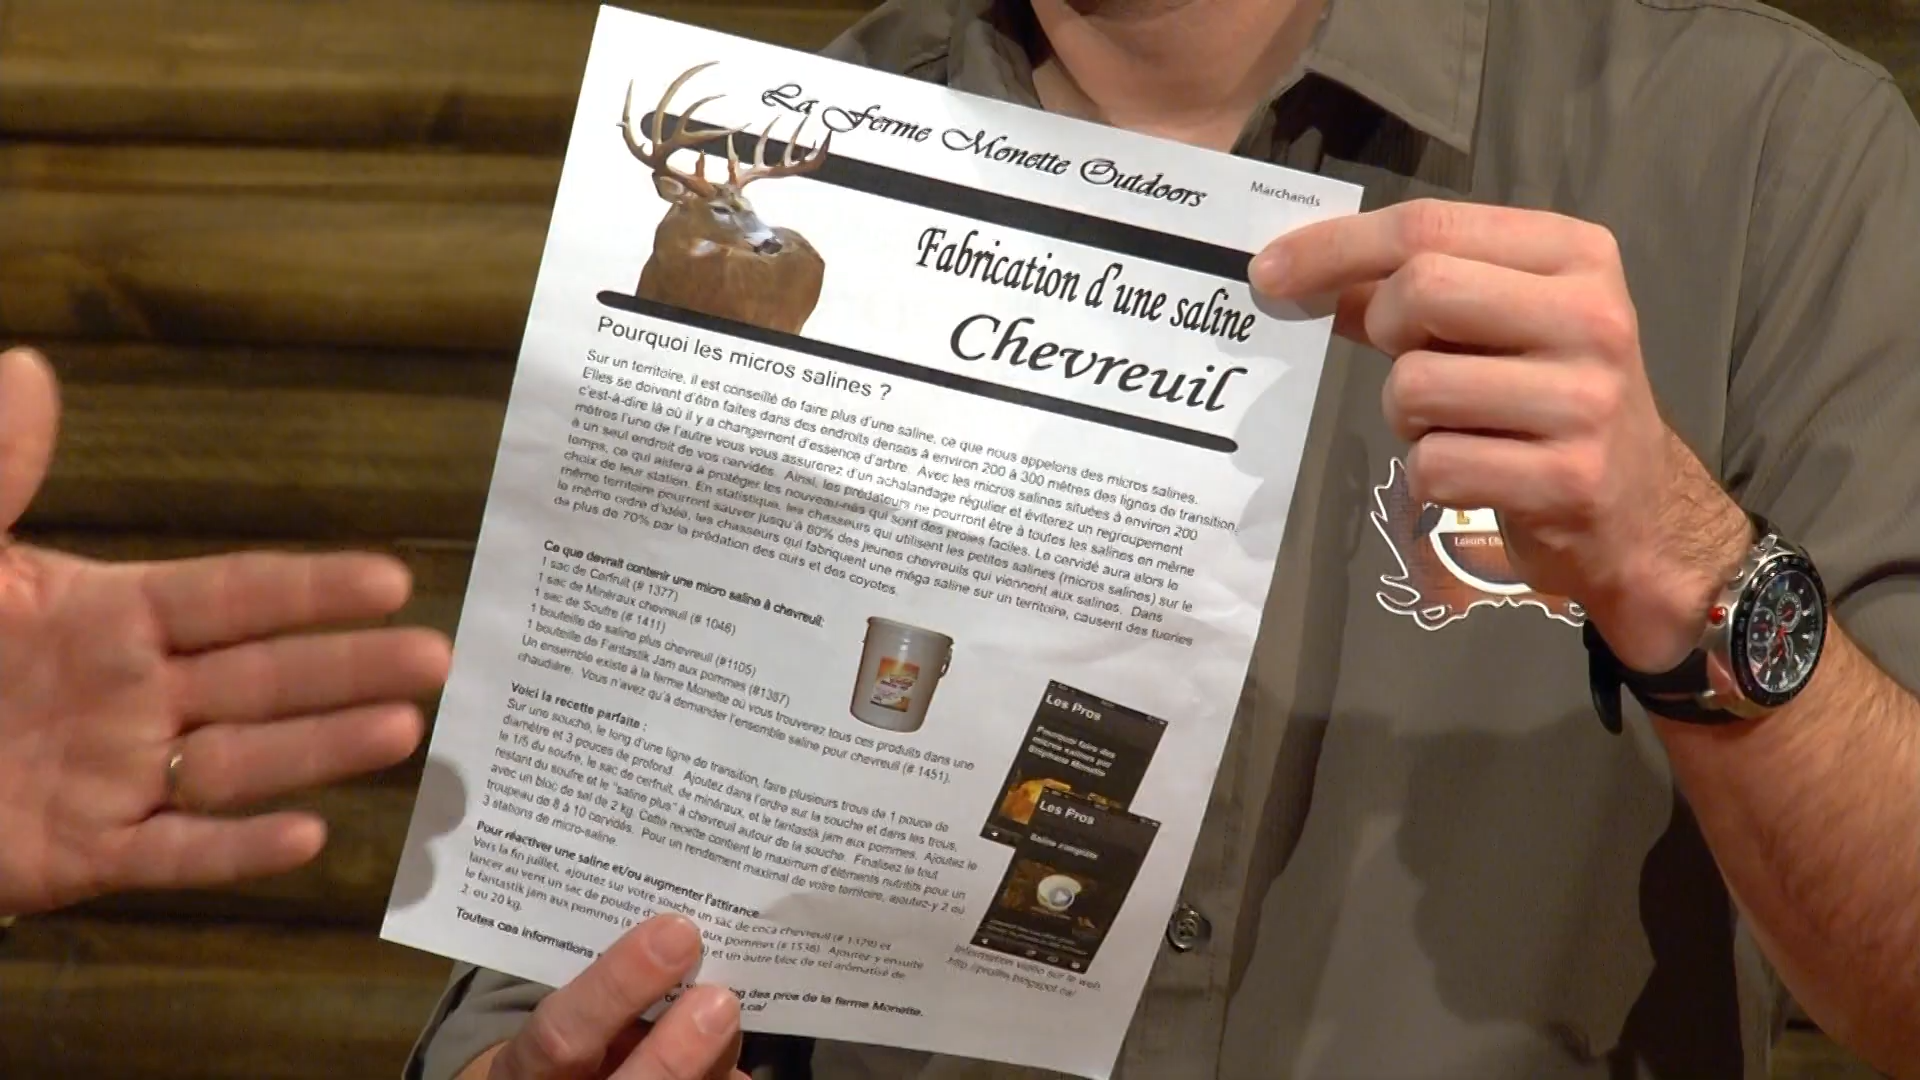 La Ferme Monette Outdoors
Marchands
Fabrication d'une saline
Chevreuil
Pourquoi les micros salines ?
Sur un territoire, il est conseillé de faire plus d'une saline, ce que nous appelons des micros salines.
Elles se doivent d'être faites dans des endroits denses à environ 200 à 300 mètres des lignes de transition,
c'est-à-dire là où il y a changement d'essence d'arbre. Avec les micros salines situées à environ 200
mètres l'une de l'autre vous vous assurerez d'un achalandage régulier et éviterez un regroupement
à un seul endroit de vos cervidés. Ainsi, les prédateurs ne pourront être à toutes les salines en même
temps, ce qui aidera à protéger les nouveau-nés qui sont des proies faciles. Le cervidé aura alors le
choix de leur station. En statistique, les chasseurs qui utilisent les petites salines (micros salines) sur le
même territoire pourront sauver jusqu'à 80% des jeunes chevreuils qui viennent aux salines. Dans
le même ordre d'idée, les chasseurs qui fabriquent une méga saline sur un territoire, causent des tueries
de plus de 70% par la prédation des ours et des coyotes.
Ce que devrait contenir une micro saline à chevreuil:
1 sac de Cerfruit (# 1377)
1 sac de Minéraux chevreuil (# 1046)
1 sac de Soufre (# 1411)
1 bouteille de saline plus chevreuil (#1105)
1 bouteille de Fantastik Jam aux pommes (#1387)
Un ensemble existe à la ferme Monette où vous trouverez tous ces produits dans une
chaudière. Vous n'avez qu'à demander l'ensemble saline pour chevreuil (# 1451).
Voici la recette parfaite :
Sur une souche, le long d'une ligne de transition, faire plusieurs trous de 1 pouce de
diamètre et 3 pouces de profond. Ajoutez dans l'ordre sur la souche et dans les trous,
le 1/5 du soufre, le sac de cerfruit, de minéraux, et le fantastik jam aux pommes. Ajoutez le
restant du soufre et le "saline plus" à chevreuil autour de la souche. Finalisez le tout
avec un bloc de sel de 2 kg. Cette recette contient le maximum d'éléments nutritifs pour un
troupeau de 8 à 10 cervidés. Pour un rendement maximal de votre territoire, ajoutez-y 2 ou
3 stations de micro-saline.
Pour réactiver une saline et/ou augmenter l'attirance
Vers la fin juillet, ajoutez sur votre souche un sac de enca chevreuil et
lancer au vent un sac de poudre aux pommes (# 1536). Ajoutez-y ensuite
le fantastik jam aux pommes et un autre bloc de sel aromatisé de
2 ou 20 kg.
Toutes ces informations des pros de la ferme Monette.
Les Pros
Pourquoi faire des
micros salines par
Stéphane Monette
Les Pros
Saline complète
Information vidéo sur le web